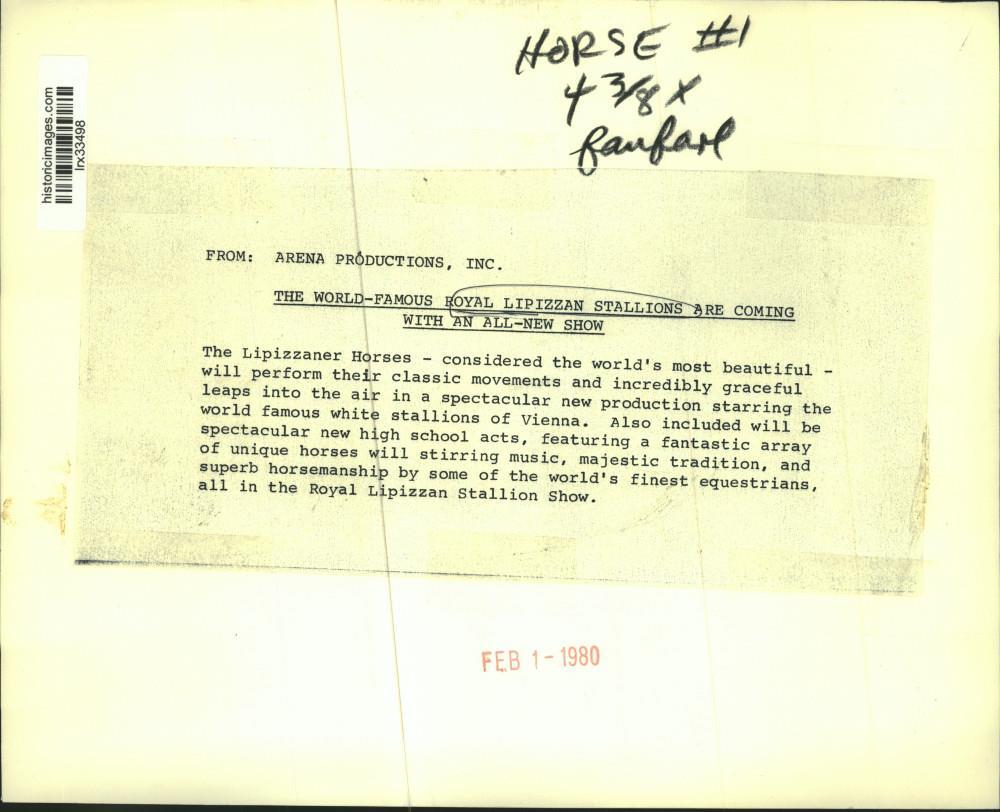 HORSE #1
4 3/8 X
fanfare
historicimages.com
lrx33498
FROM: ARENA PRODUCTIONS, INC.
THE WORLD-FAMOUS ROYAL LIPIZZAN STALLIONS ARE COMING
WITH AN ALL-NEW SHOW
The Lipizzaner Horses - considered the world's most beautiful -
will perform their classic movements and incredibly graceful
leaps into the air in a spectacular new production starring the
world famous white stallions of Vienna. Also included will be
spectacular new high school acts, featuring a fantastic array
of unique horses will stirring music, majestic tradition, and
superb horsemanship by some of the world's finest equestrians,
all in the Royal Lipizzan Stallion Show.
FEB 1-1980